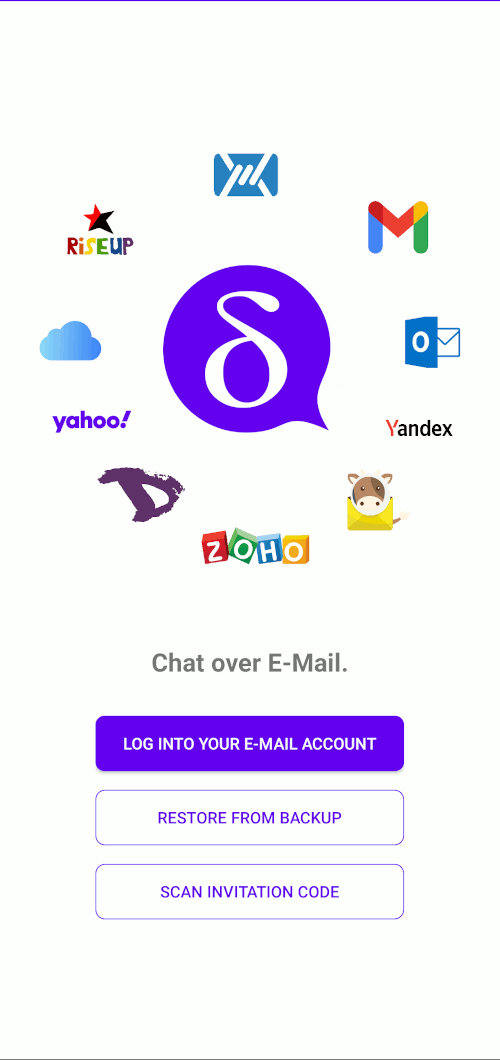 RiSEUP
δ
O
yahoo!
Yandex
ZOHO
Chat over E-Mail.
LOG INTO YOUR E-MAIL ACCOUNT
RESTORE FROM BACKUP
SCAN INVITATION CODE